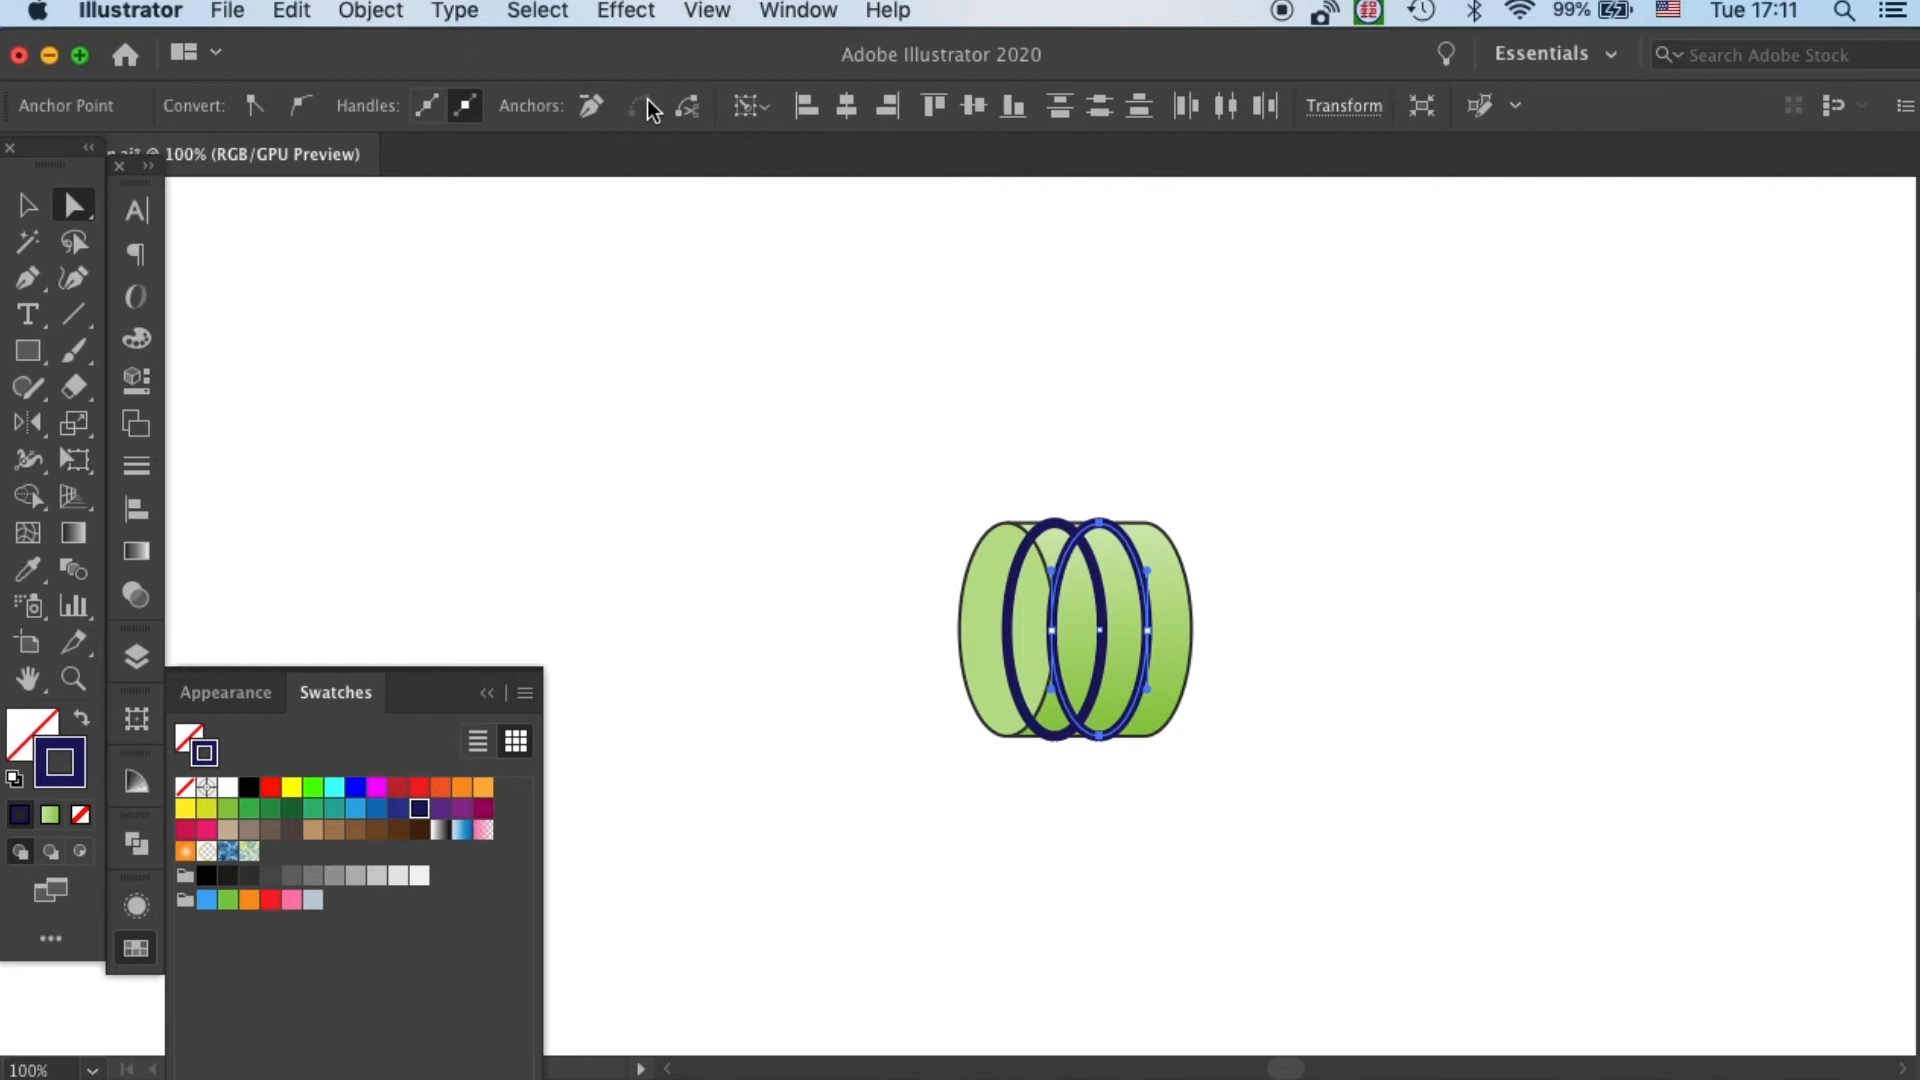 Illustrator File Edit Object Type Select Effect View Window Help 99% Tue 17:11
Adobe Illustrator 2020 Essentials Search Adobe Stock
Anchor Point Convert: Handles: Anchors: Transform
@ 100% (RGB/GPU Preview)
Appearance Swatches
100%